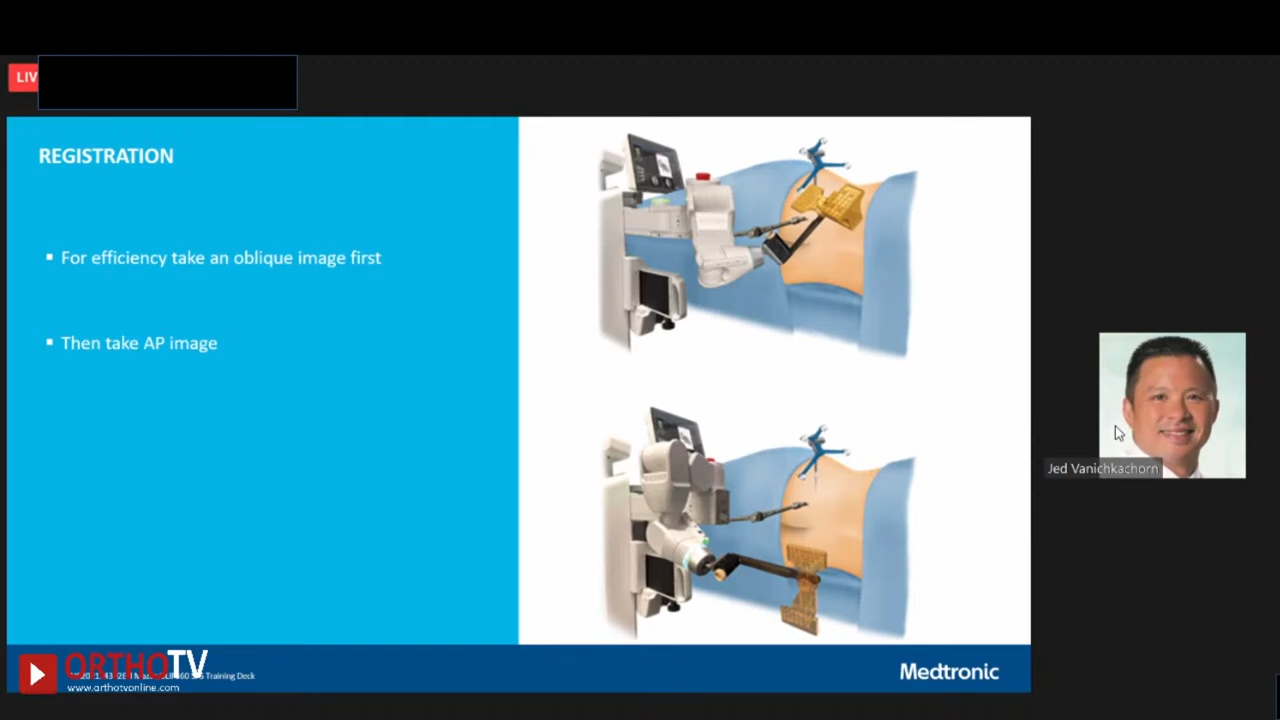 LIV
REGISTRATION
▪ For efficiency take an oblique image first
▪ Then take AP image
Jed Vanichkachorn
ORTHOTV
Training Deck
www.orthotvonline.com
Medtronic